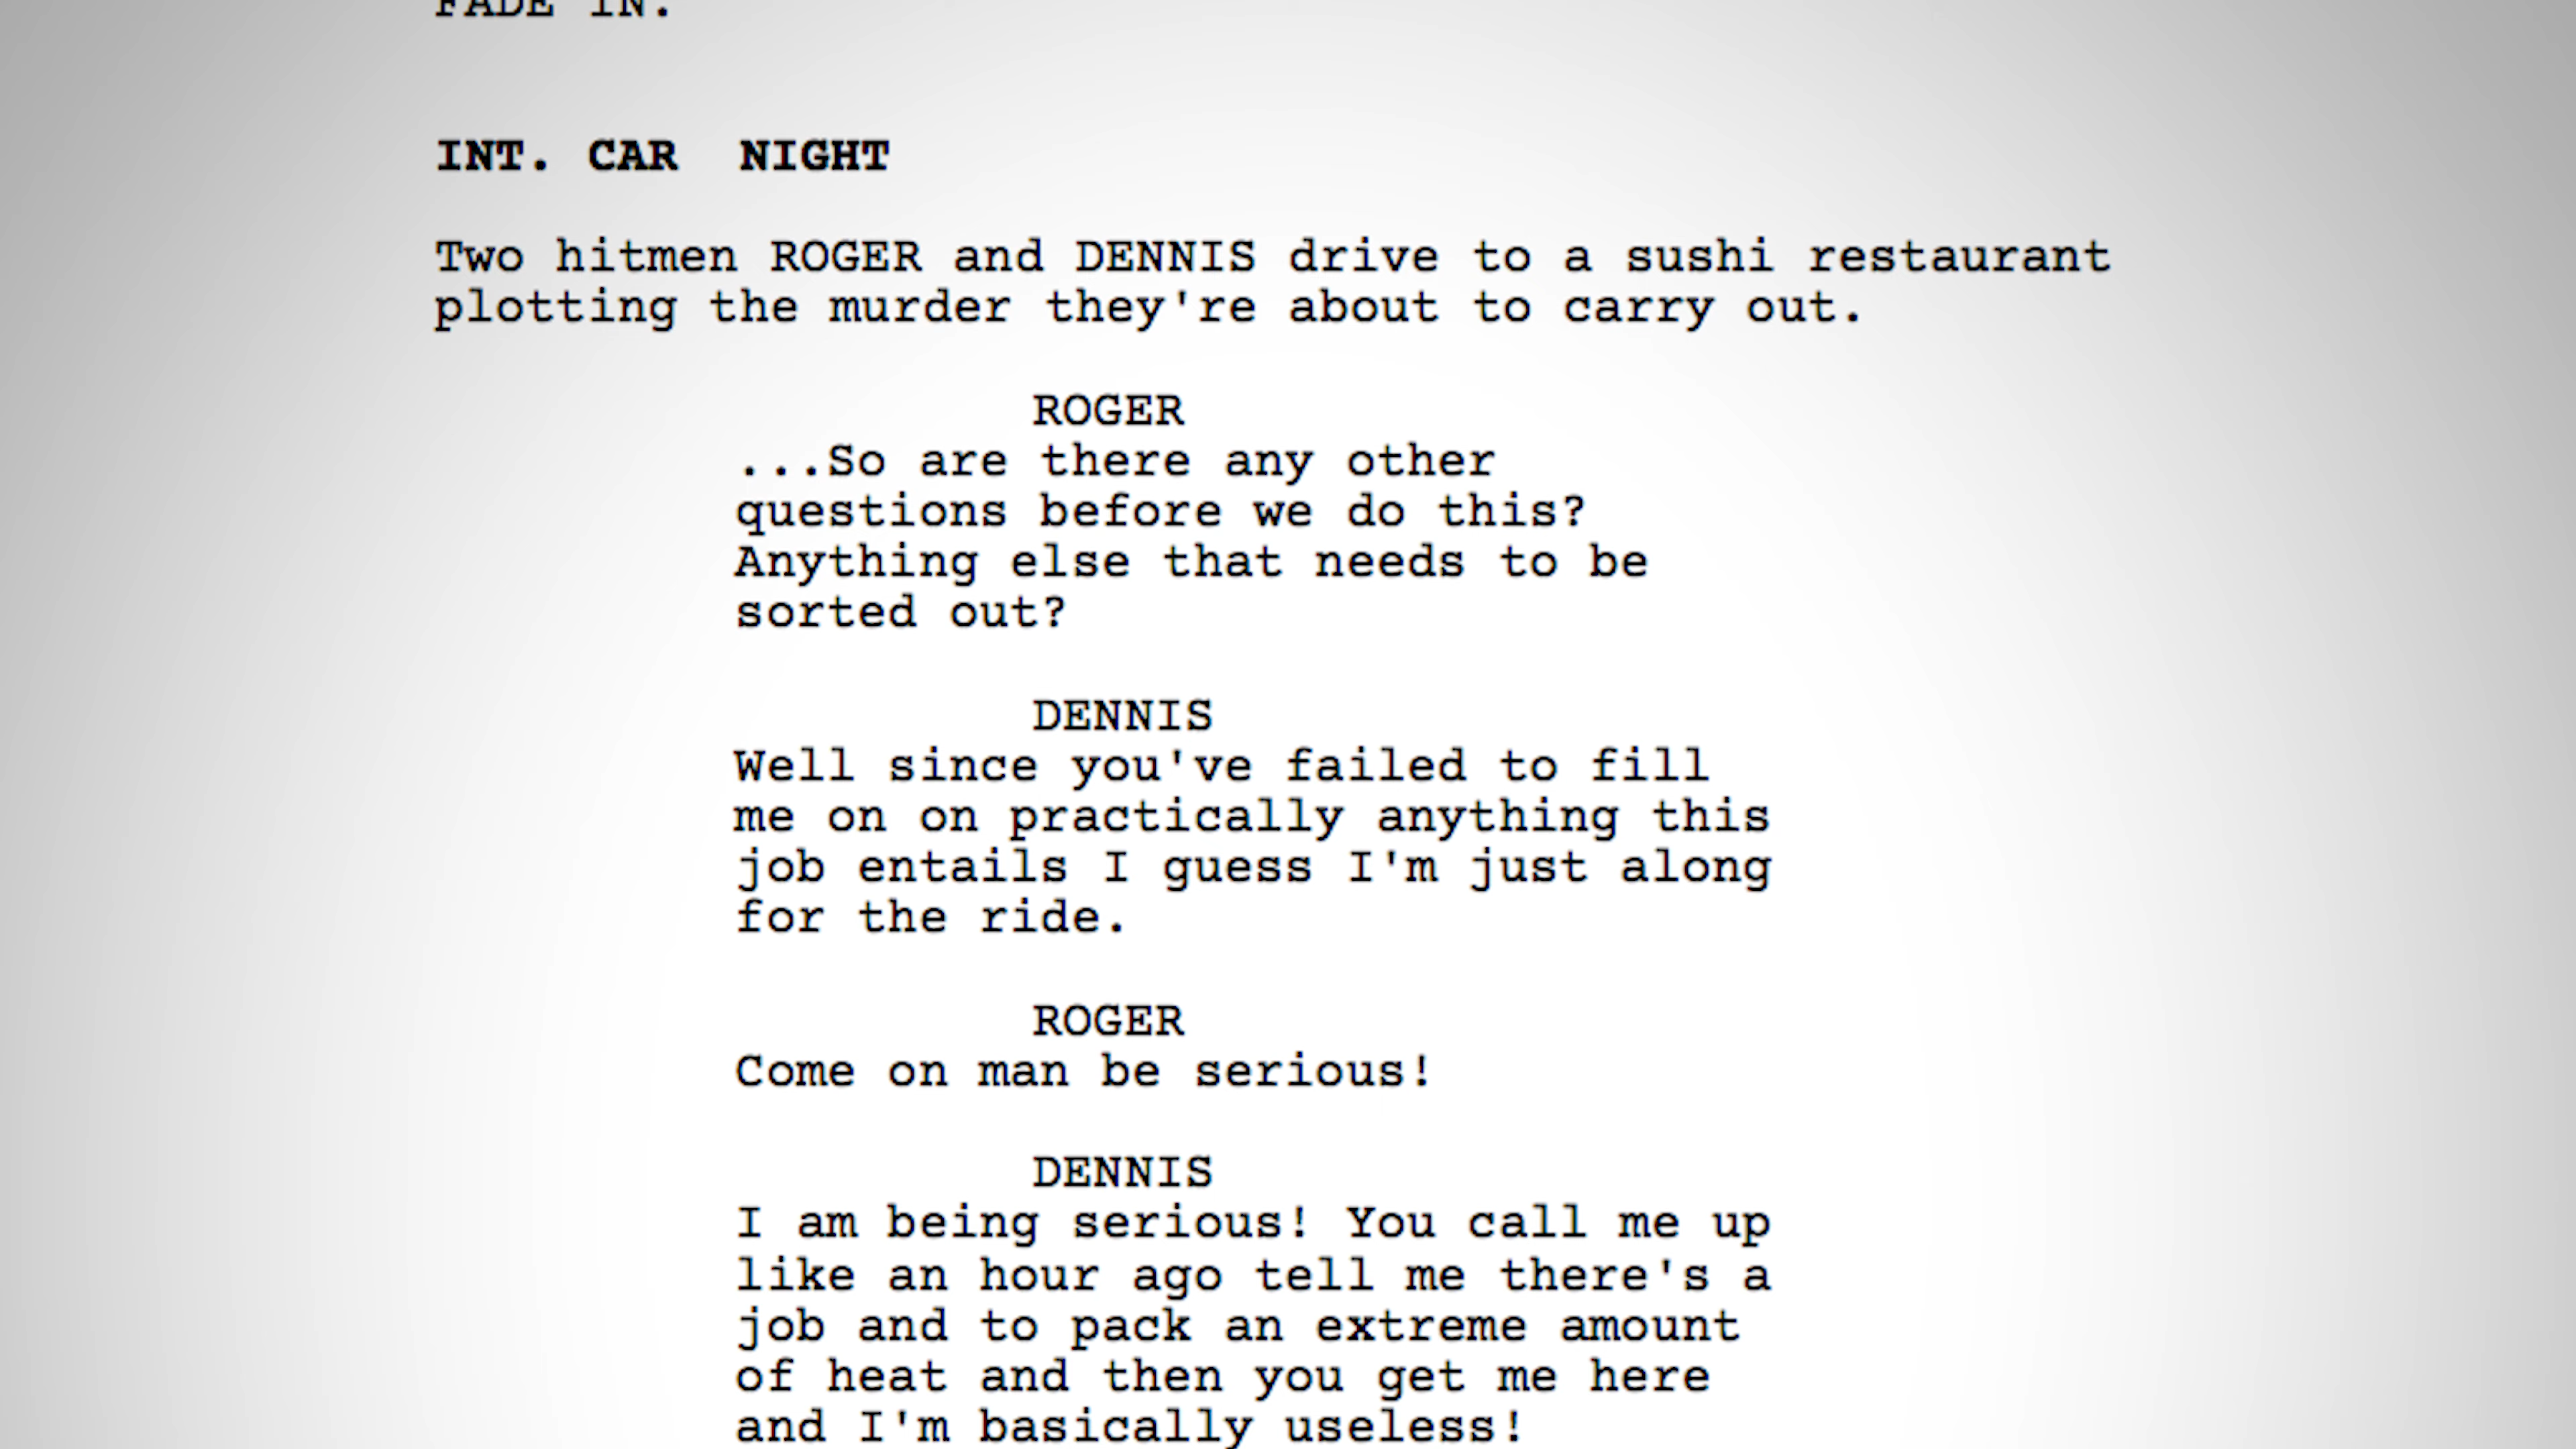 FADE IN.
INT. CAR  NIGHT
Two hitmen ROGER and DENNIS drive to a sushi restaurant
plotting the murder they're about to carry out.
ROGER
...So are there any other
questions before we do this?
Anything else that needs to be
sorted out?
DENNIS
Well since you've failed to fill
me on on practically anything this
job entails I guess I'm just along
for the ride.
ROGER
Come on man be serious!
DENNIS
I am being serious! You call me up
like an hour ago tell me there's a
job and to pack an extreme amount
of heat and then you get me here
and I'm basically useless!